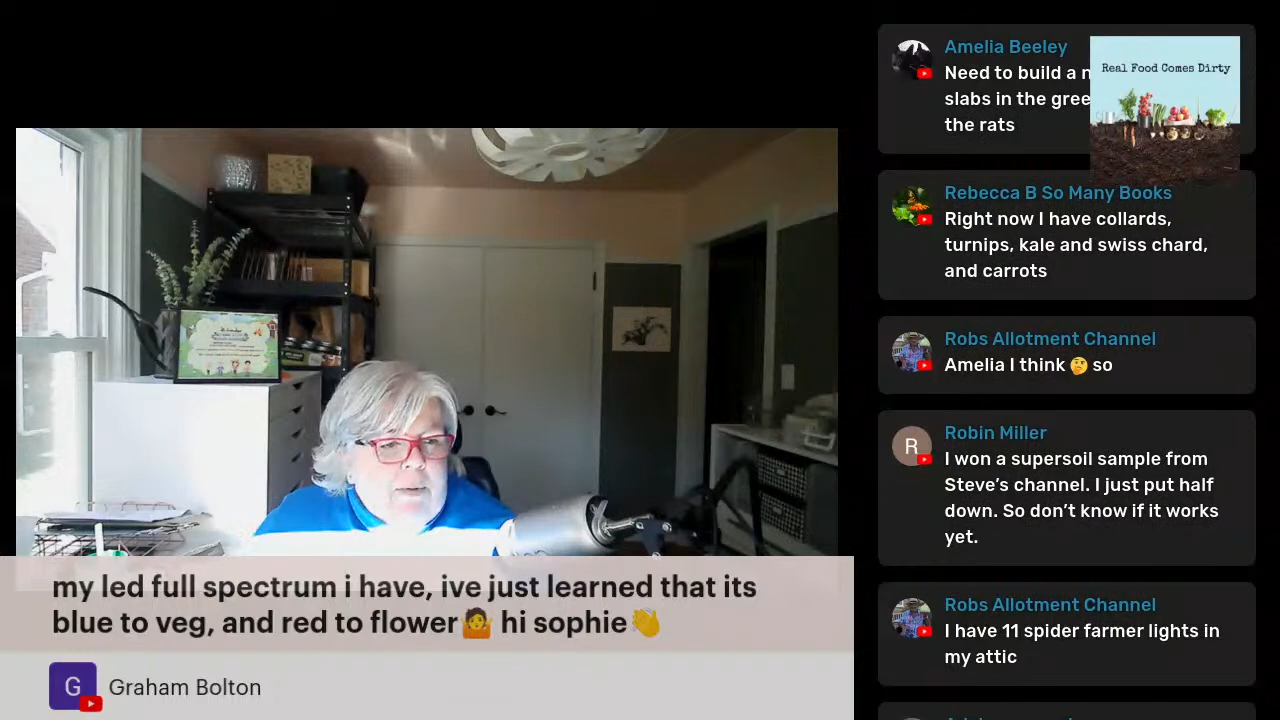 Amelia Beeley
Need to build a n
slabs in the gree
the rats
Real Food Comes Dirty
Rebecca B So Many Books
Right now I have collards,
turnips, kale and swiss chard,
and carrots
Robs Allotment Channel
Amelia I think 🤔 so
R
Robin Miller
I won a supersoil sample from
Steve’s channel. I just put half
down. So don’t know if it works
yet.
Robs Allotment Channel
I have 11 spider farmer lights in
my attic
my led full spectrum i have, ive just learned that its
blue to veg, and red to flower🤷 hi sophie👋
G
Graham Bolton